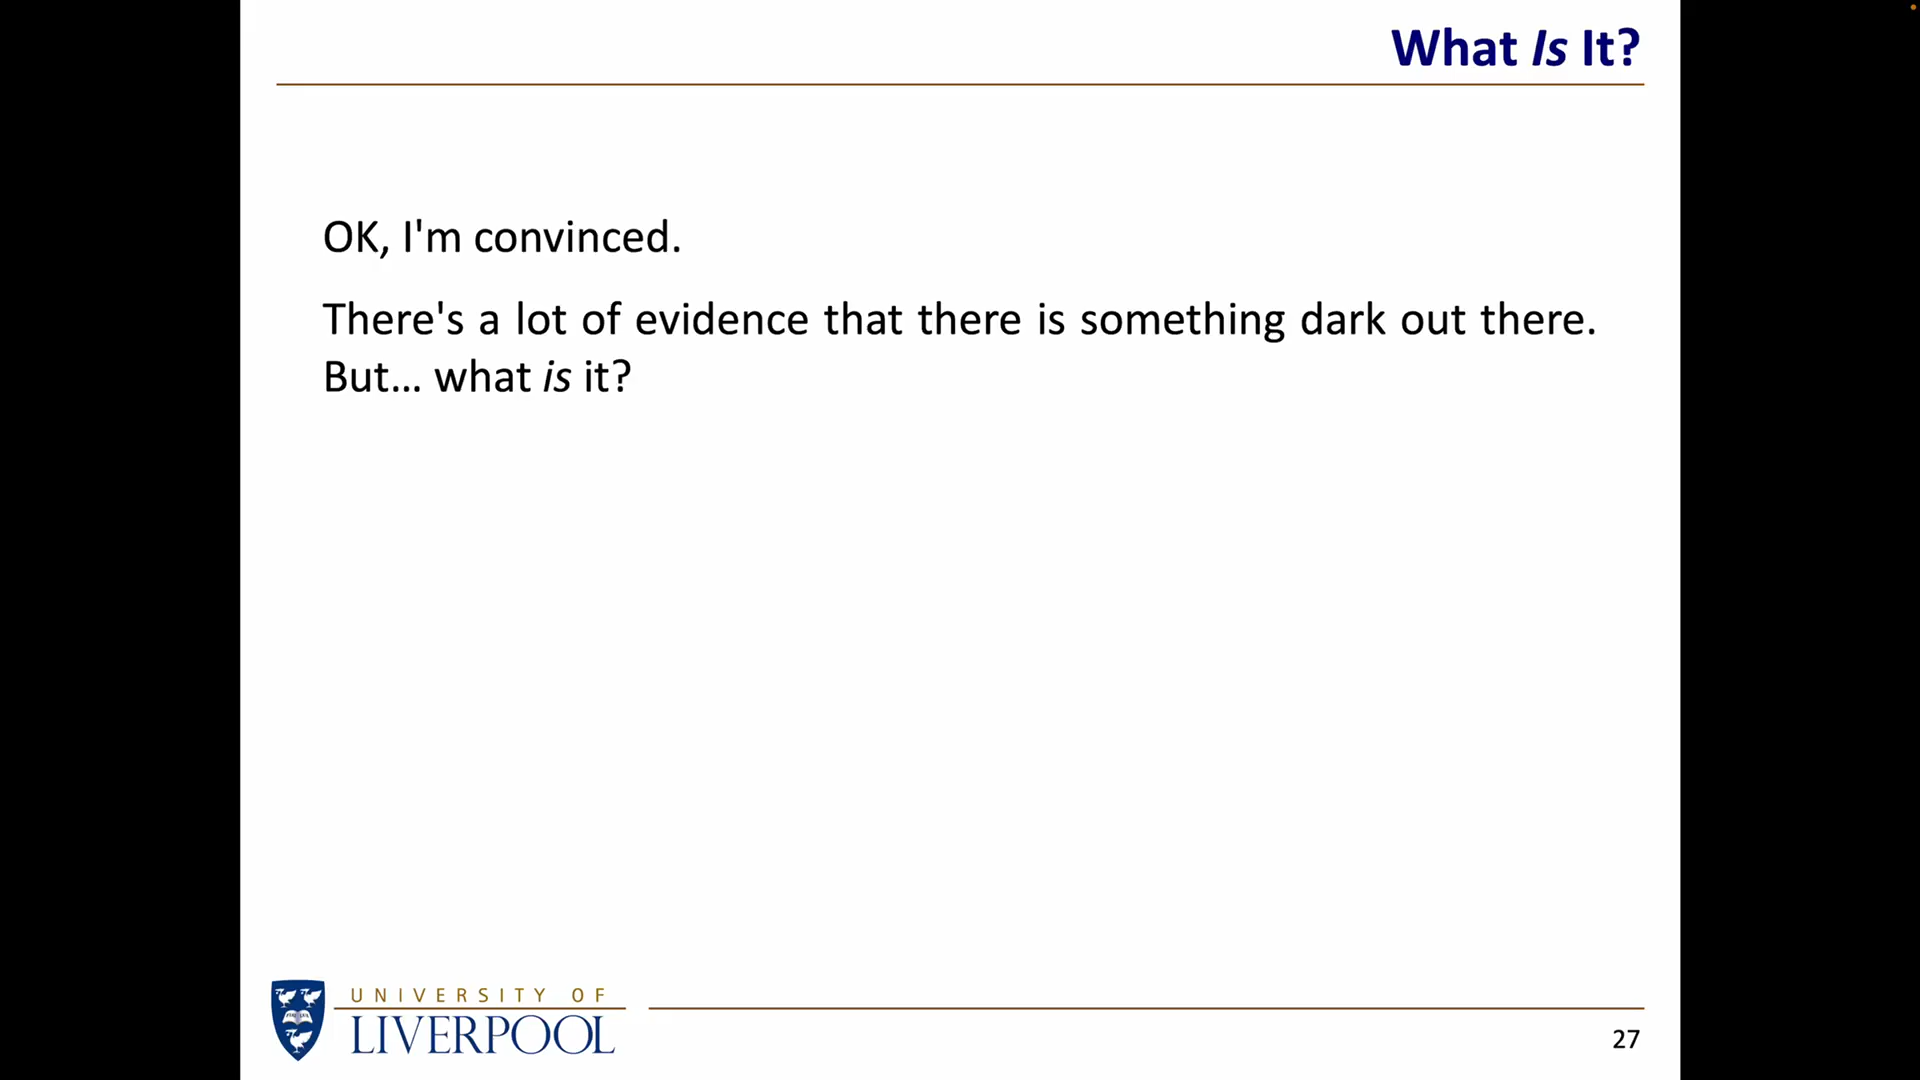 What Is It?
OK, I'm convinced.
There's a lot of evidence that there is something dark out there.
But... what is it?
UNIVERSITY OF
LIVERPOOL
27